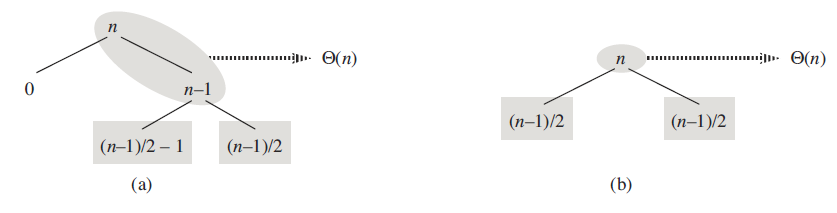 n
Θ(n)
0
n–1
(n–1)/2 – 1
(n–1)/2
(a)
n
Θ(n)
(n–1)/2
(n–1)/2
(b)